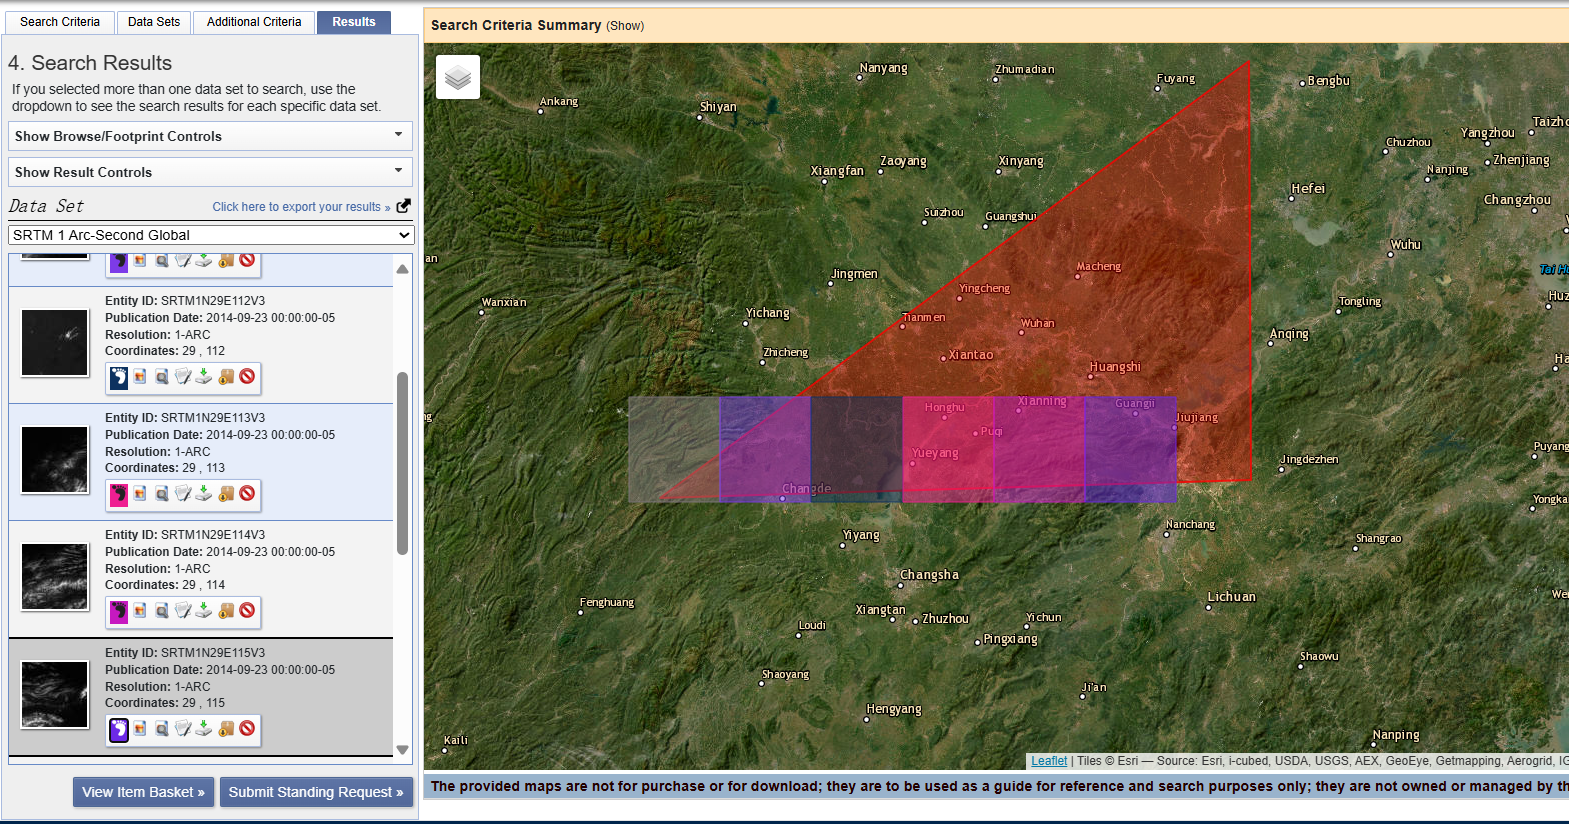 Search Criteria
Data Sets
Additional Criteria
Results
4. Search Results
If you selected more than one data set to search, use the
dropdown to see the search results for each specific data set.
Show Browse/Footprint Controls
Show Result Controls
Data Set
Click here to export your results »
SRTM 1 Arc-Second Global
Entity ID: SRTM1N29E112V3
Publication Date: 2014-09-23 00:00:00-05
Resolution: 1-ARC
Coordinates: 29 , 112
Entity ID: SRTM1N29E113V3
Publication Date: 2014-09-23 00:00:00-05
Resolution: 1-ARC
Coordinates: 29 , 113
Entity ID: SRTM1N29E114V3
Publication Date: 2014-09-23 00:00:00-05
Resolution: 1-ARC
Coordinates: 29 , 114
Entity ID: SRTM1N29E115V3
Publication Date: 2014-09-23 00:00:00-05
Resolution: 1-ARC
Coordinates: 29 , 115
View Item Basket »
Submit Standing Request »
Search Criteria Summary (Show)
Nanyang
Zhumadian
Fuyang
Bengbu
Ankang
Shiyan
Taizho
Yangzhou
Chuzhou
Zhenjiang
Nanjing
Xiangfan
Zaoyang
Xinyang
Hefei
Changzhou
Suizhou
Guangshui
Wuhu
an
Macheng
Tai Hu
Jingmen
Yingcheng
Wanxian
Tongling
Huz
Yichang
Tianmen
Wuhan
Anqing
Zhicheng
Xiantao
Huangshi
Ha
Honghu
Xianning
Guangji
Jiujiang
ng
Puqi
Yueyang
Jingdezhen
Puyang
Changde
Yongka
Nanchang
Yiyang
Shangrao
Changsha
Fenghuang
Xiangtan
Zhuzhou
Yichun
Lichuan
We
Loudi
Pingxiang
Shaowu
Shaoyang
Ji'an
Hengyang
Kaili
Nanping
Leaflet | Tiles © Esri — Source: Esri, i-cubed, USDA, USGS, AEX, GeoEye, Getmapping, Aerogrid, IG
The provided maps are not for purchase or for download; they are to be used as a guide for reference and search purposes only; they are not owned or managed by th